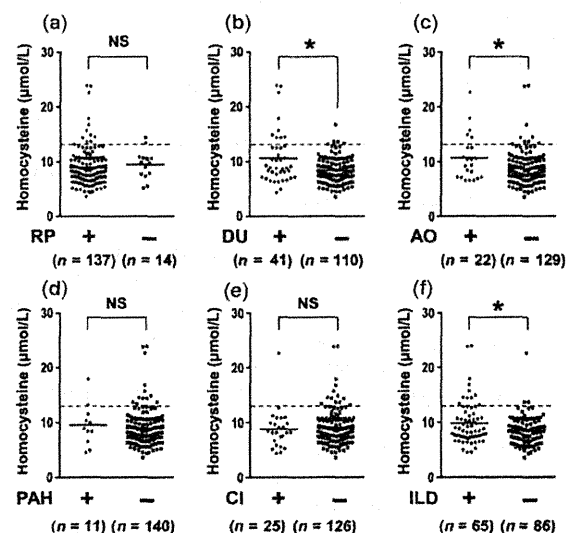 (a)
NS
Homocysteine (μmol/L)
30
20
10
0
RP + −
(n = 137) (n = 14)
(b)
*
Homocysteine (μmol/L)
30
20
10
0
DU + −
(n = 41) (n = 110)
(c)
*
Homocysteine (μmol/L)
30
20
10
0
AO + −
(n = 22) (n = 129)
(d)
NS
Homocysteine (μmol/L)
30
20
10
0
PAH + −
(n = 11) (n = 140)
(e)
NS
Homocysteine (μmol/L)
30
20
10
0
CI + −
(n = 25) (n = 126)
(f)
*
Homocysteine (μmol/L)
30
20
10
0
ILD + −
(n = 65) (n = 86)